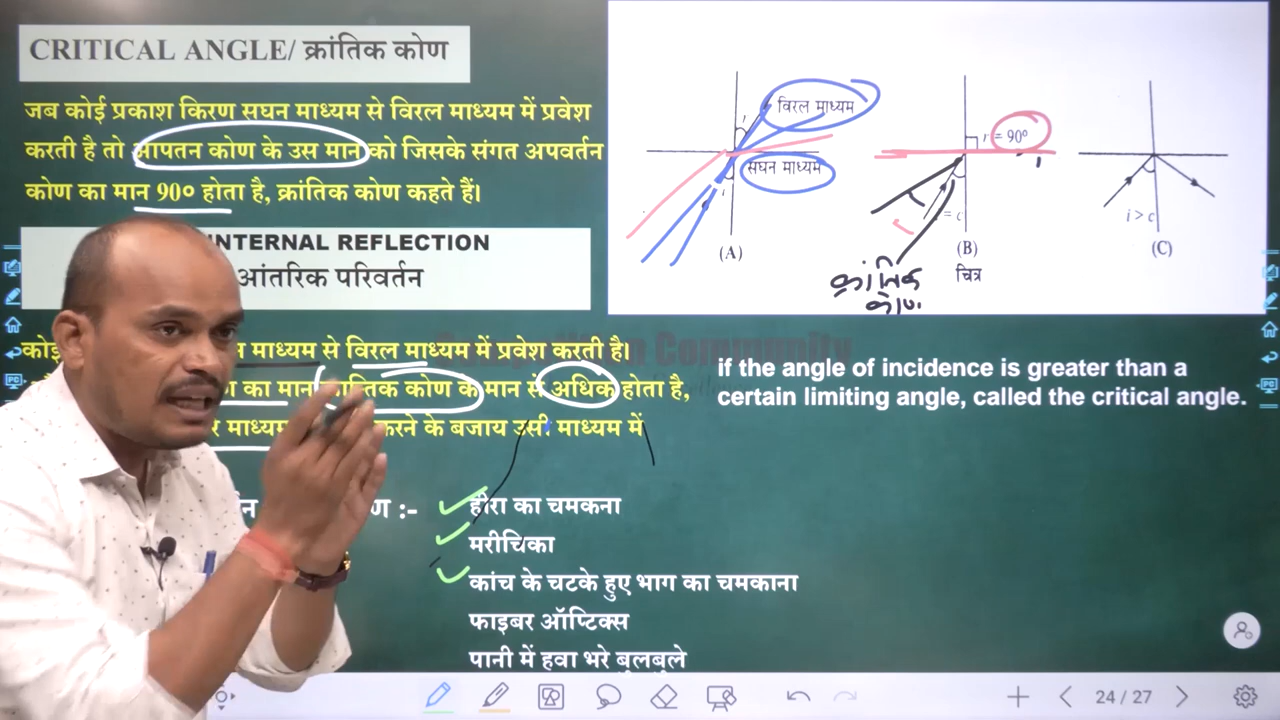 CRITICAL ANGLE/ क्रांतिक कोण
जब कोई प्रकाश किरण सघन माध्यम से विरल माध्यम में प्रवेश
करती है तो आपतन कोण के उस मान को जिसके संगत अपवर्तन
कोण का मान 90० होता है, क्रांतिक कोण कहते हैं।
INTERNAL REFLECTION
आंतरिक परिवर्तन
कोई माध्यम से विरल माध्यम में प्रवेश करती है।
का मान क्रान्तिक कोण के मान से अधिक होता है,
माध्यम करने के बजाय उसी माध्यम में
:-
हीरा का चमकना
मरीचिका
कांच के चटके हुए भाग का चमकाना
फाइबर ऑप्टिक्स
पानी में हवा भरे बुलबुले
विरल माध्यम
सघन माध्यम
(A)
r = 90°
= c
(B)
चित्र
क्रांतिक
कोण
i > c
(C)
if the angle of incidence is greater than a
certain limiting angle, called the critical angle.
24 / 27